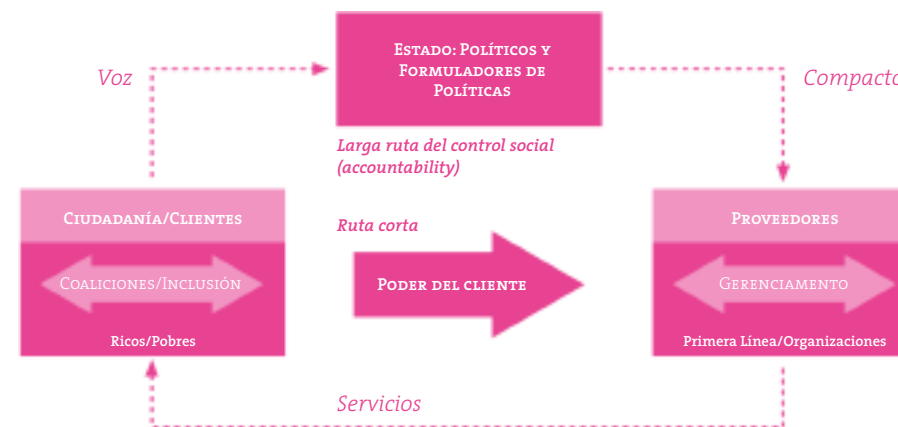 Estado: Políticos y
Formuladores de
Políticas
Voz
Compacto
Larga ruta del control social
(accountability)
Ciudadanía/Clientes
Proveedores
Ruta corta
Coaliciones/Inclusión
Poder del cliente
Gerenciamento
Ricos/Pobres
Primera Línea/Organizaciones
Servicios